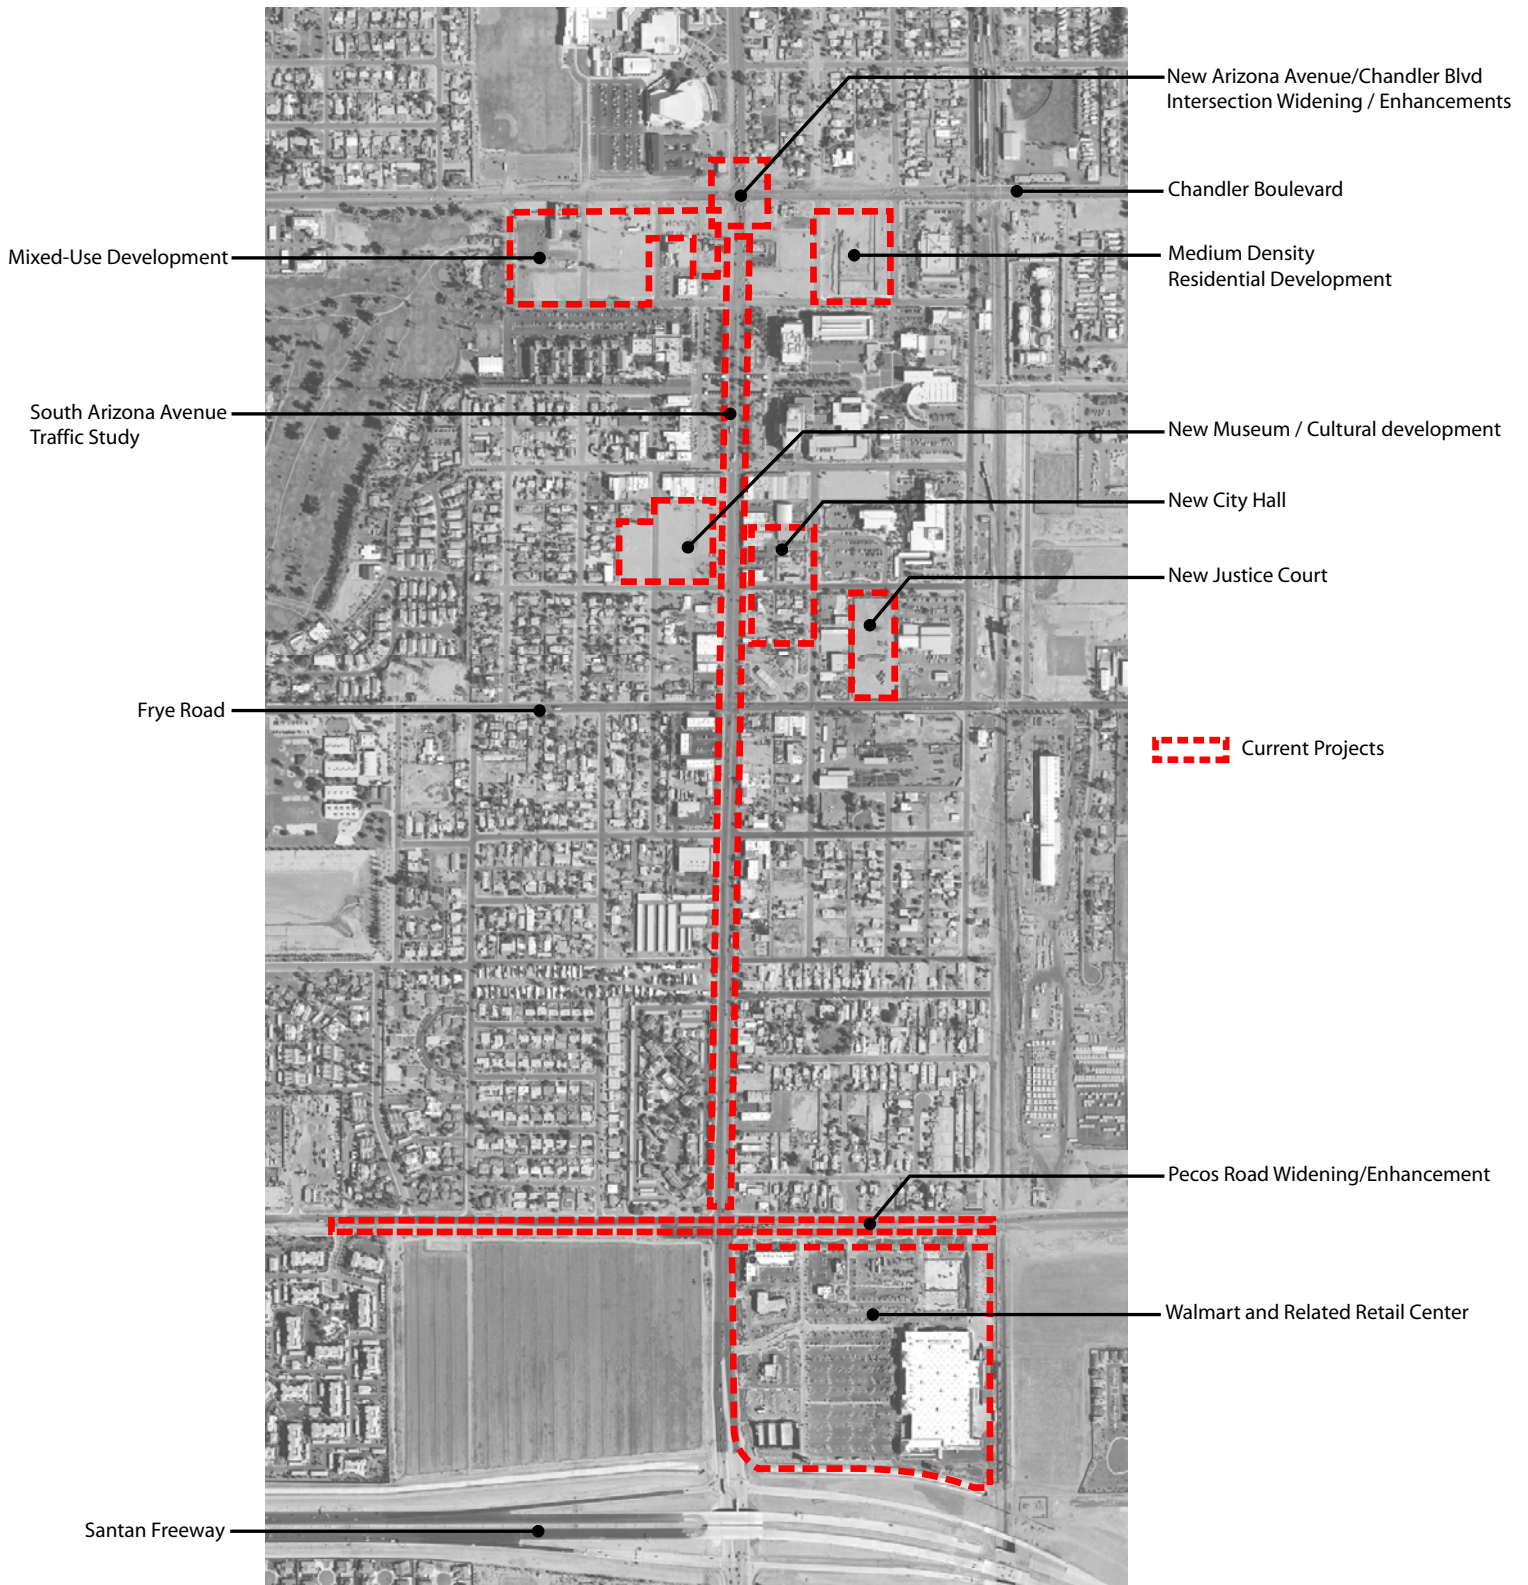 New Arizona Avenue/Chandler Blvd
Intersection Widening / Enhancements
Chandler Boulevard
Mixed-Use Development
Medium Density
Residential Development
South Arizona Avenue
Traffic Study
New Museum / Cultural development
New City Hall
New Justice Court
Frye Road
Current Projects
Pecos Road Widening/Enhancement
Walmart and Related Retail Center
Santan Freeway